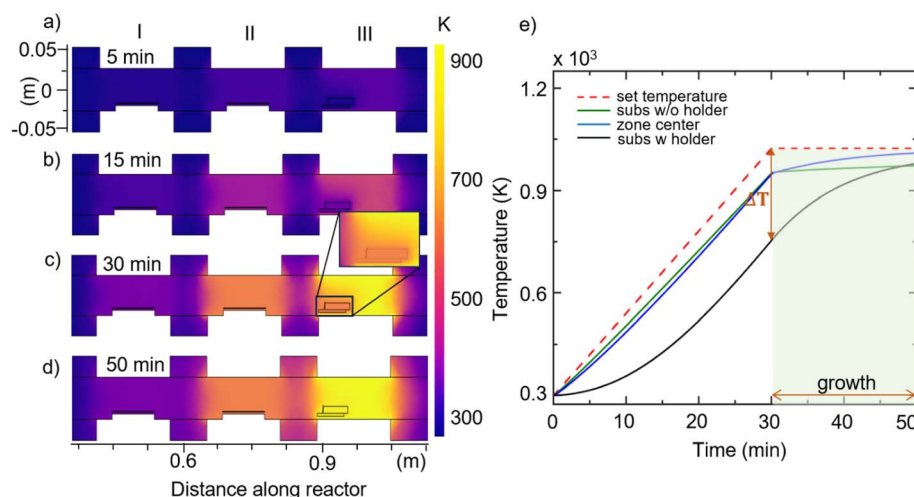 a) I II III K
0.05
5 min
(m) 0
-0.05
900
b)
15 min
700
c)
30 min
500
d)
50 min
300
0.6 0.9 (m)
Distance along reactor
e)
x 10³
1.2
0.9
0.6
0.3
Temperature (K)
set temperature
subs w/o holder
zone center
subs w holder
ΔT
growth
0 10 20 30 40 50
Time (min)